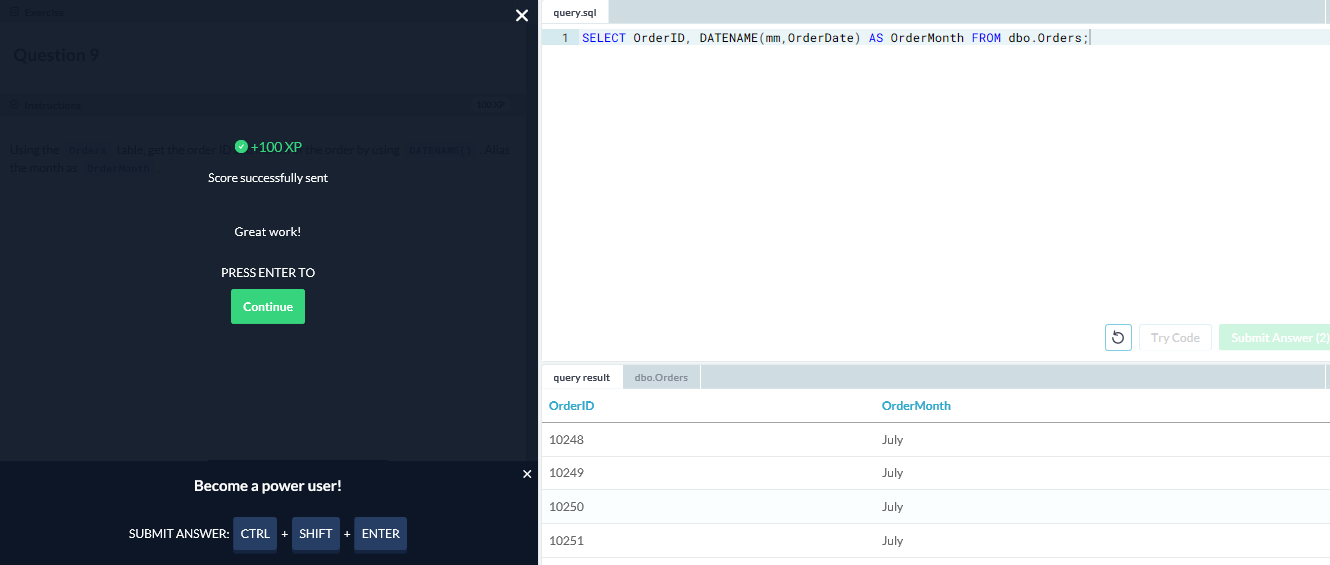 Exercise
Question 9
Instructions
100 XP
+100 XP
Using the Orders table, get the order ID the order by using DATENAME() . Alias
the month as OrderMonth
Score successfully sent
Great work!
PRESS ENTER TO
Continue
Become a power user!
SUBMIT ANSWER: CTRL + SHIFT + ENTER
query.sql
1 SELECT OrderID, DATENAME(mm,OrderDate) AS OrderMonth FROM dbo.Orders;
Try Code
Submit Answer (2)
query result
dbo.Orders
OrderID OrderMonth
10248 July
10249 July
10250 July
10251 July